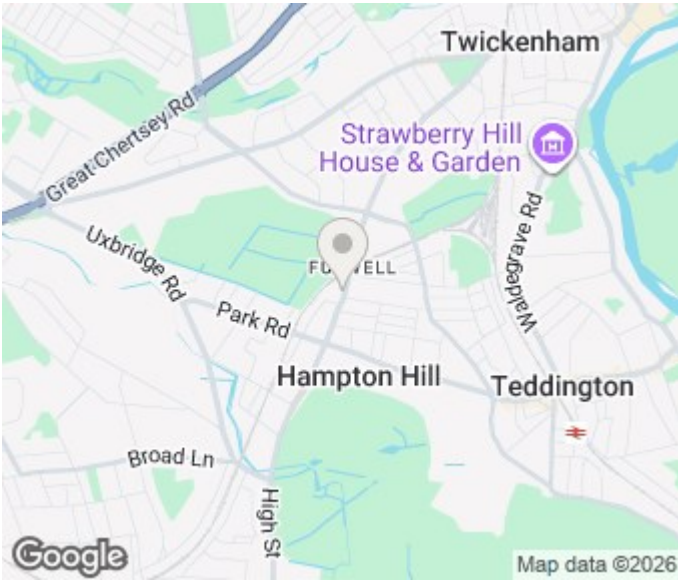 Twickenham
Great Chertsey Rd
Strawberry Hill
House & Garden
Waldegrave Rd
Uxbridge Rd
Park Rd
Hampton Hill
Teddington
Broad Ln
High St
Google
Map data ©2026